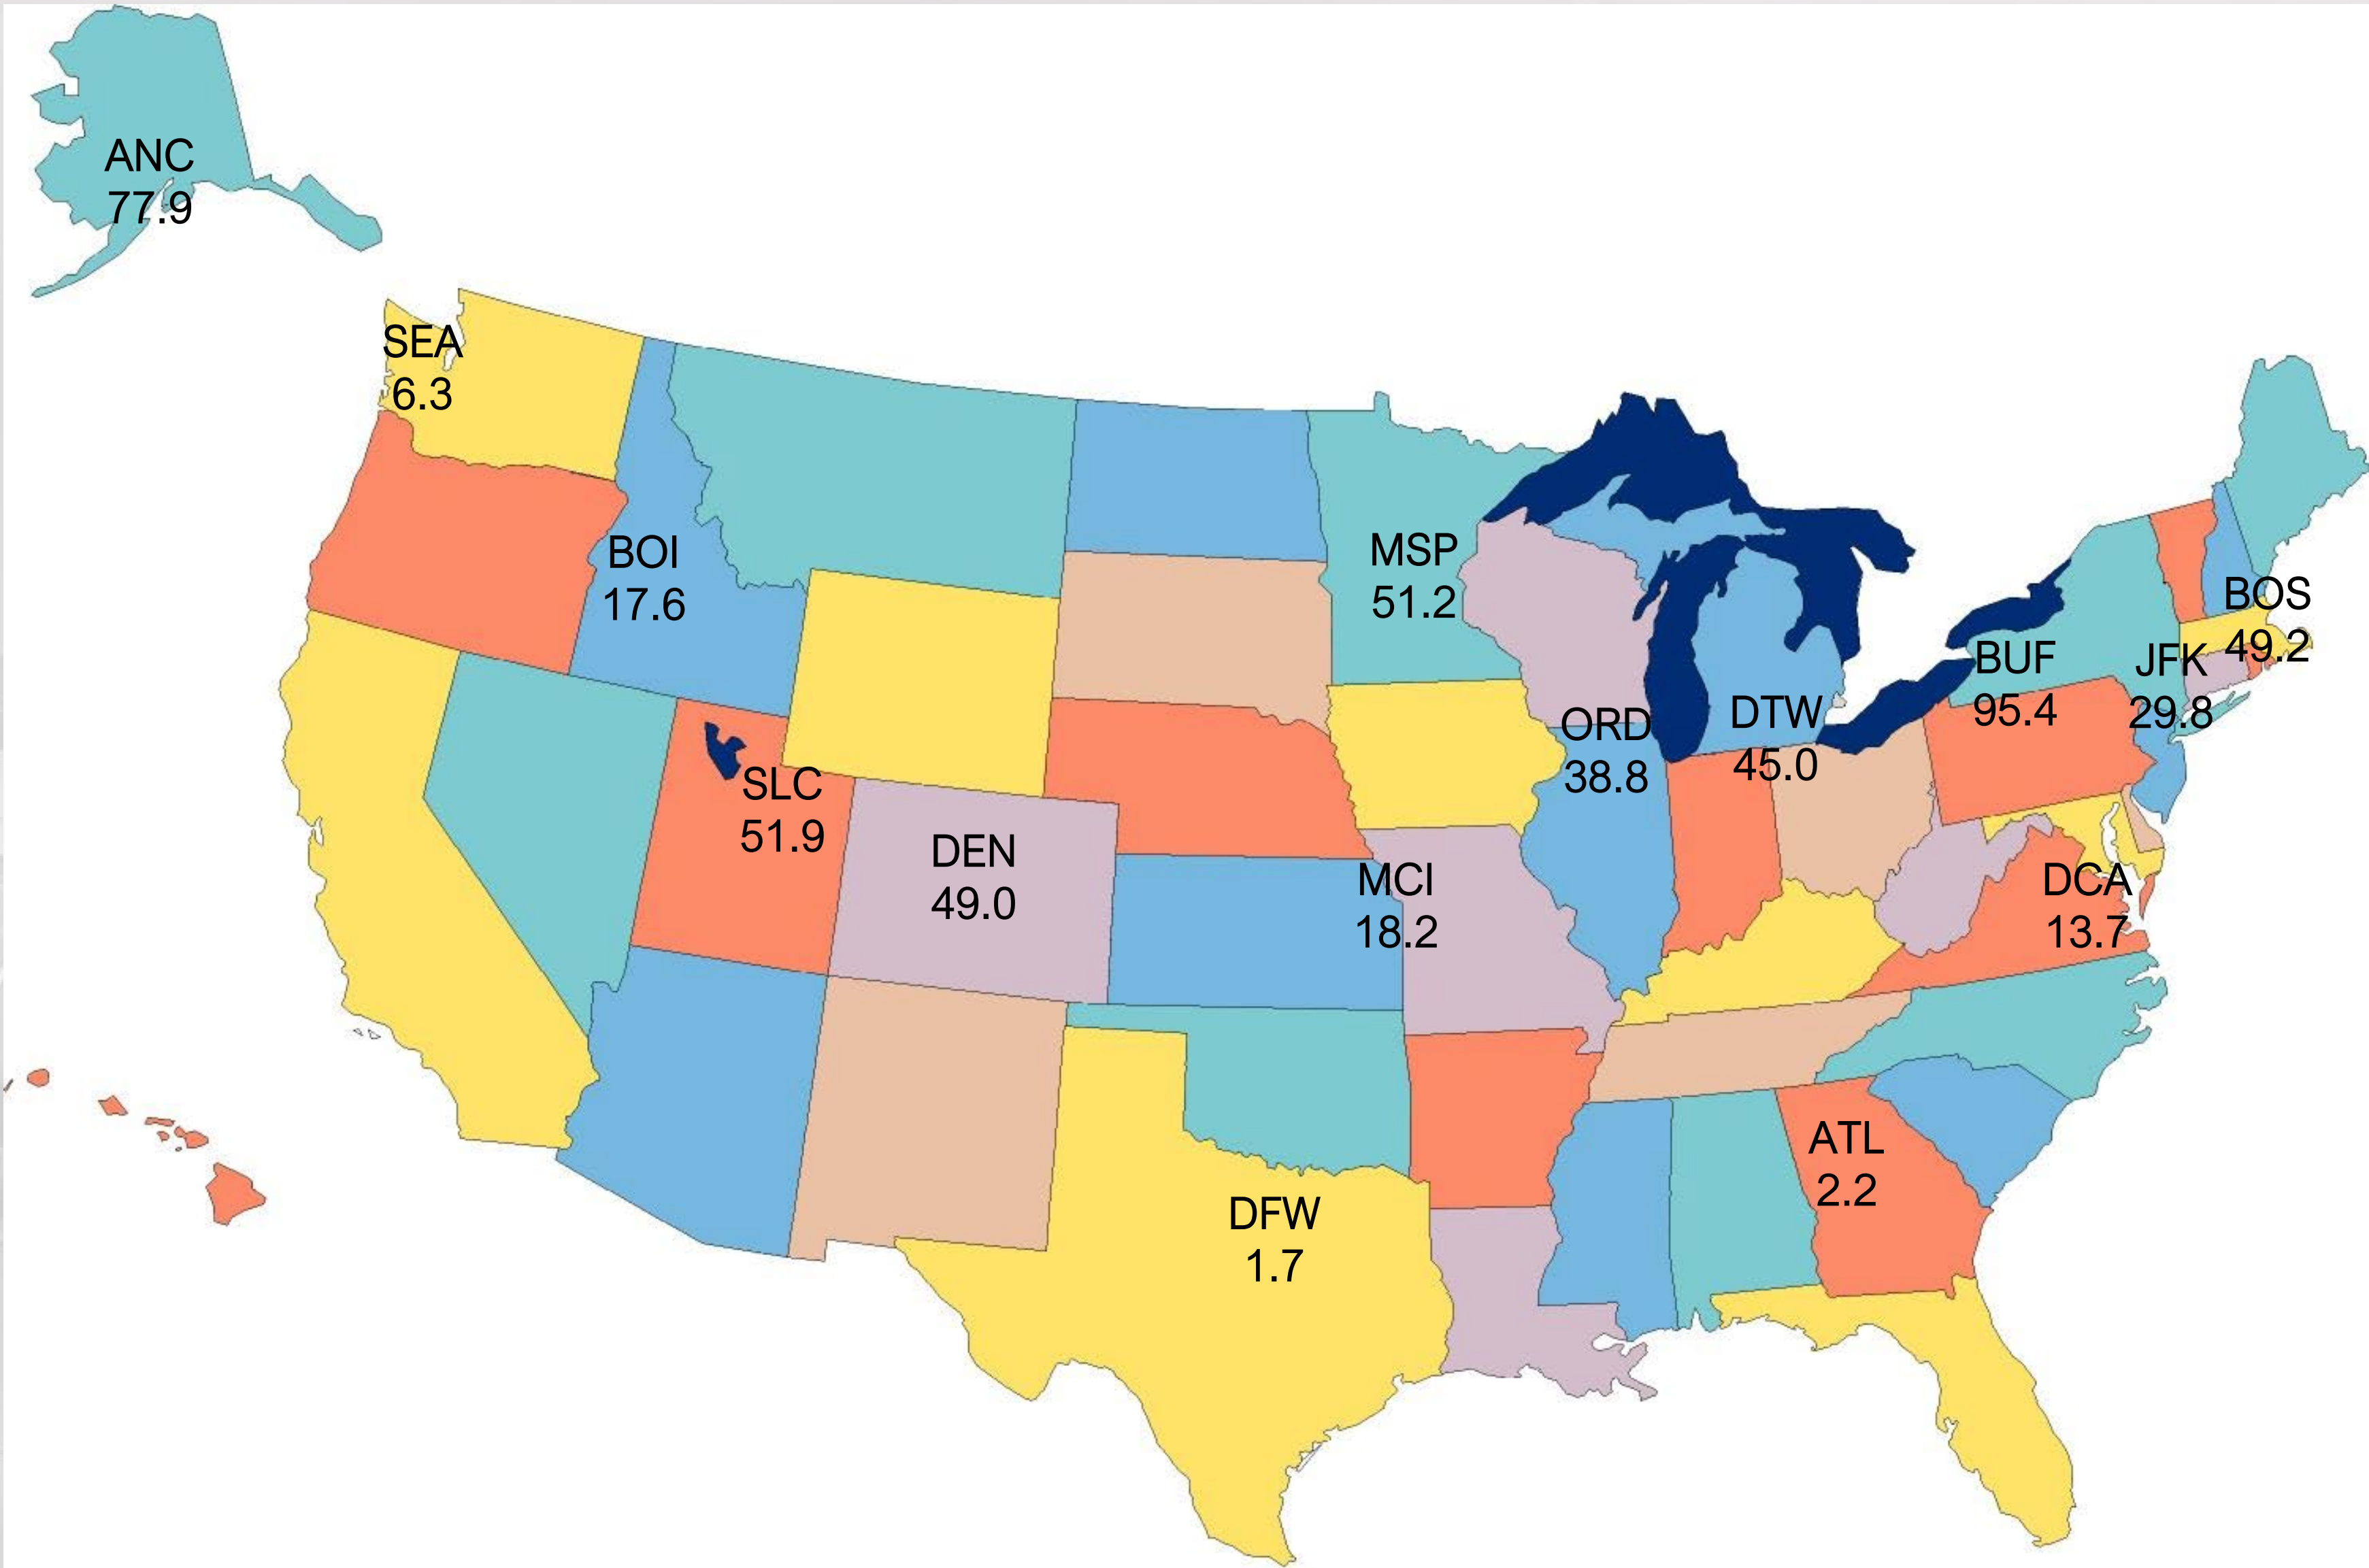 ANC
77.9
SEA
6.3
BOI
17.6
MSP
51.2
BOS
49.2
BUF
95.4
JFK
29.8
ORD
38.8
DTW
45.0
SLC
51.9
DEN
49.0
MCI
18.2
DCA
13.7
ATL
2.2
DFW
1.7